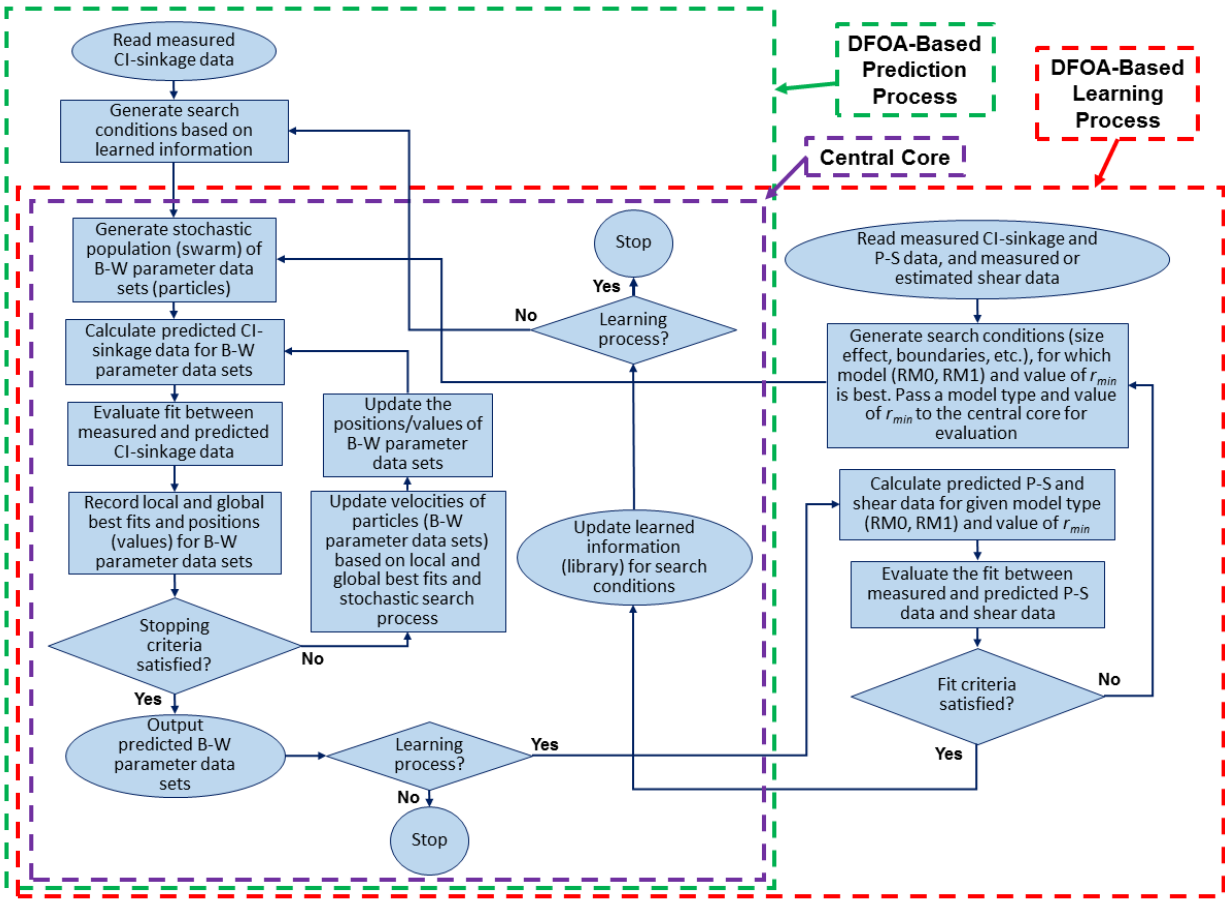 Read measured
CI-sinkage data
Generate search
conditions based on
learned information
DFOA-Based
Prediction
Process
DFOA-Based
Learning
Process
Central Core
Generate stochastic
population (swarm) of
B-W parameter data
sets (particles)
Calculate predicted CI-
sinkage data for B-W
parameter data sets
Evaluate fit between
measured and predicted
CI-sinkage data
Record local and global
best fits and positions
(values) for B-W
parameter data sets
Stopping
criteria
satisfied?
No
Yes
Output
predicted B-W
parameter data
sets
Update the
positions/values of
B-W parameter
data sets
Update velocities of
particles (B-W
parameter data sets)
based on local and
global best fits and
stochastic search
process
Learning
process?
Yes
No
Stop
Stop
Yes
No
Learning
process?
Update learned
information
(library) for search
conditions
Read measured CI-sinkage and
P-S data, and measured or
estimated shear data
Generate search conditions (size
effect, boundaries, etc.), for which
model (RM0, RM1) and value of rmin
is best. Pass a model type and value
of rmin to the central core for
evaluation
Calculate predicted P-S and
shear data for given model type
(RM0, RM1) and value of rmin
Evaluate the fit between
measured and predicted P-S
data and shear data
Fit criteria
satisfied?
No
Yes